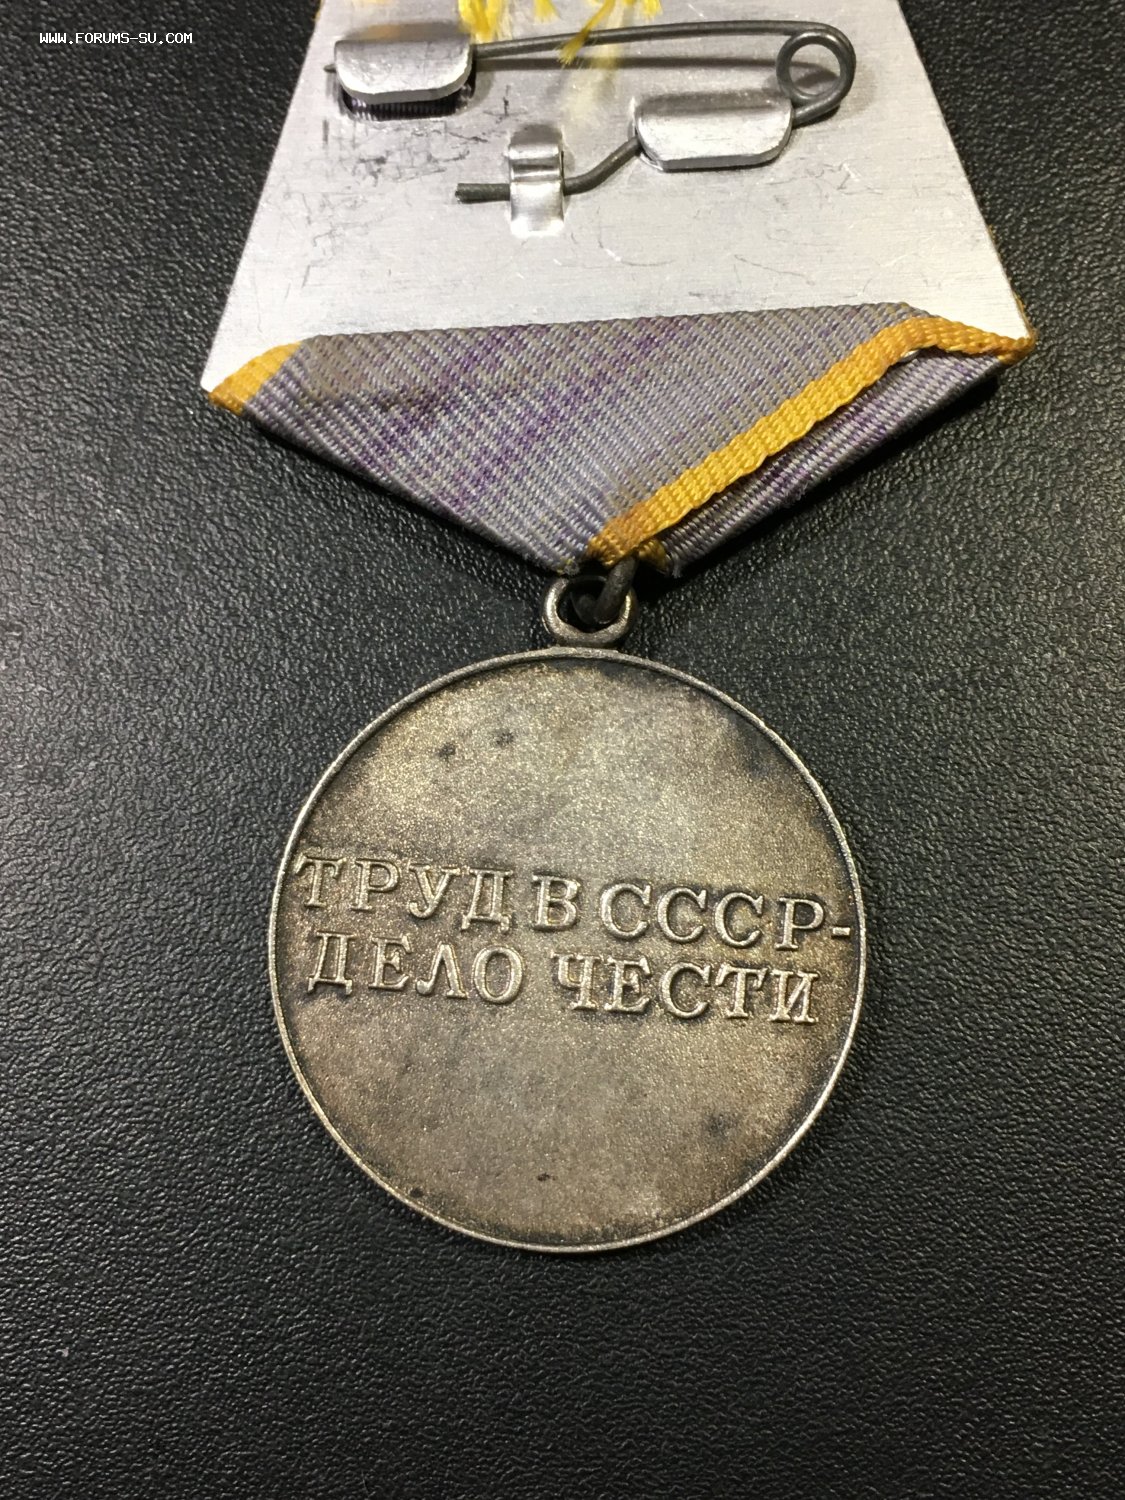 WWW.FORUMS-SU.COM
ТРУД В СССР-
ДЕЛО ЧЕСТИ